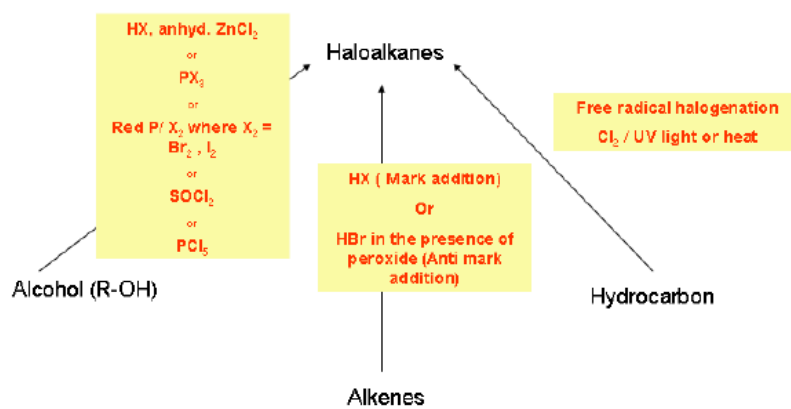 HX, anhyd. ZnCl₂
or
PX₃
or
Red P/ X₂ where X₂ =
Br₂ , I₂
or
SOCl₂
or
PCl₅
Haloalkanes
Free radical halogenation
Cl₂ / UV light or heat
HX ( Mark addition)
Or
HBr in the presence of
peroxide (Anti mark
addition)
Alcohol (R-OH)
Hydrocarbon
Alkenes